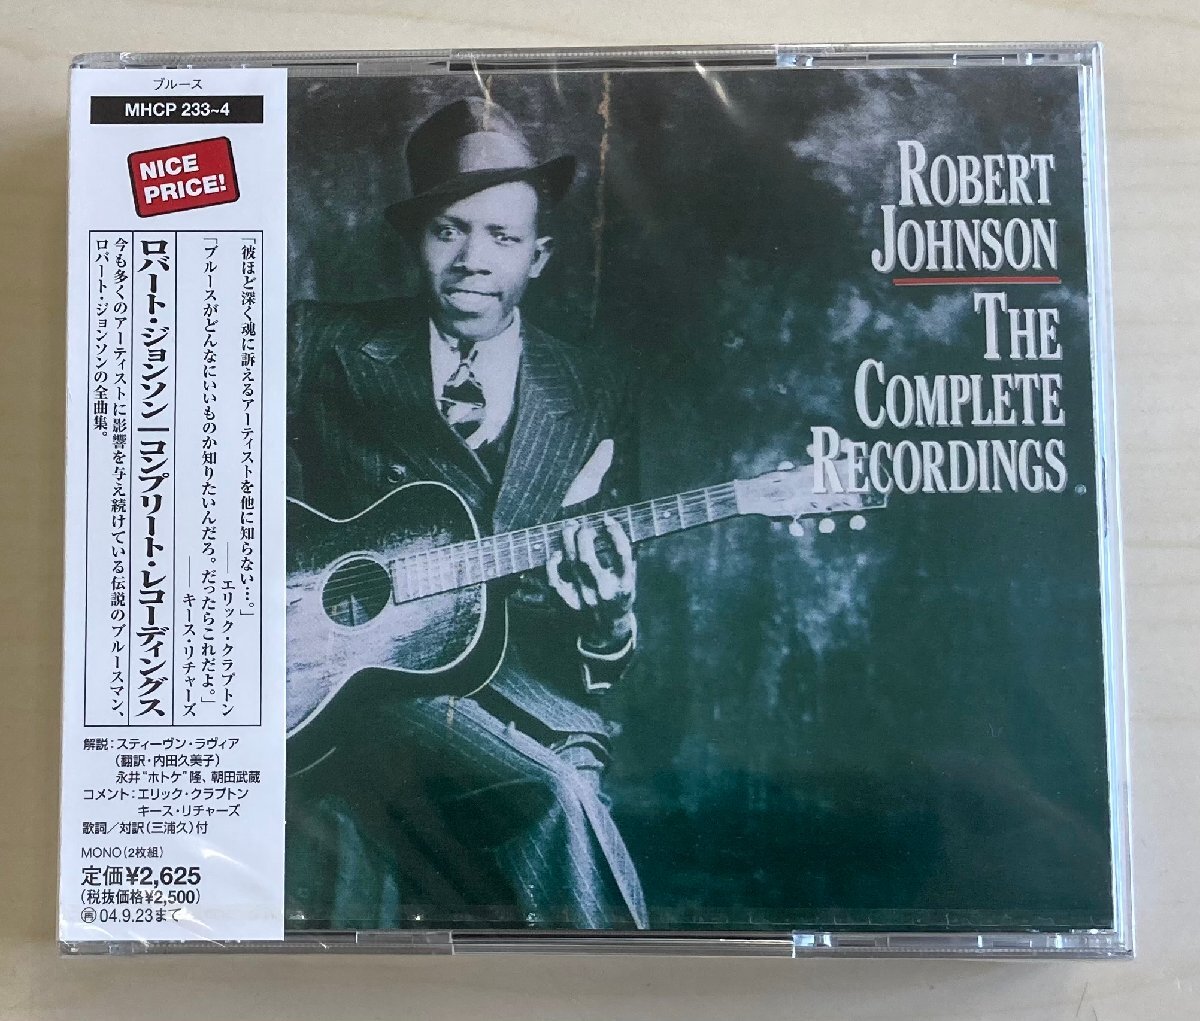 ブルース
MHCP 233~4
NICE
PRICE!
「彼ほど深く魂に訴えるアーティストを他に知らない…。」
――エリック・クラプトン
「ブルースがどんなにいいものか知りたいんだろ。だったらこれだよ。」
――キース・リチャーズ
ロバート・ジョンソン|コンプリート・レコーディングス
今も多くのアーティストに影響を与え続けている伝説のブルースマン、
ロバート・ジョンソンの全曲集。
解説:スティーヴン・ラヴィア
(翻訳・内田久美子)
永井"ホトケ"隆、朝田武蔵
コメント:エリック・クラプトン
キース・リチャーズ
歌詞/対訳(三浦久)付
MONO(2枚組)
定価¥2,625
(税抜価格¥2,500)
㊢04.9.23まで
ROBERT
JOHNSON
THE
COMPLETE
RECORDINGS